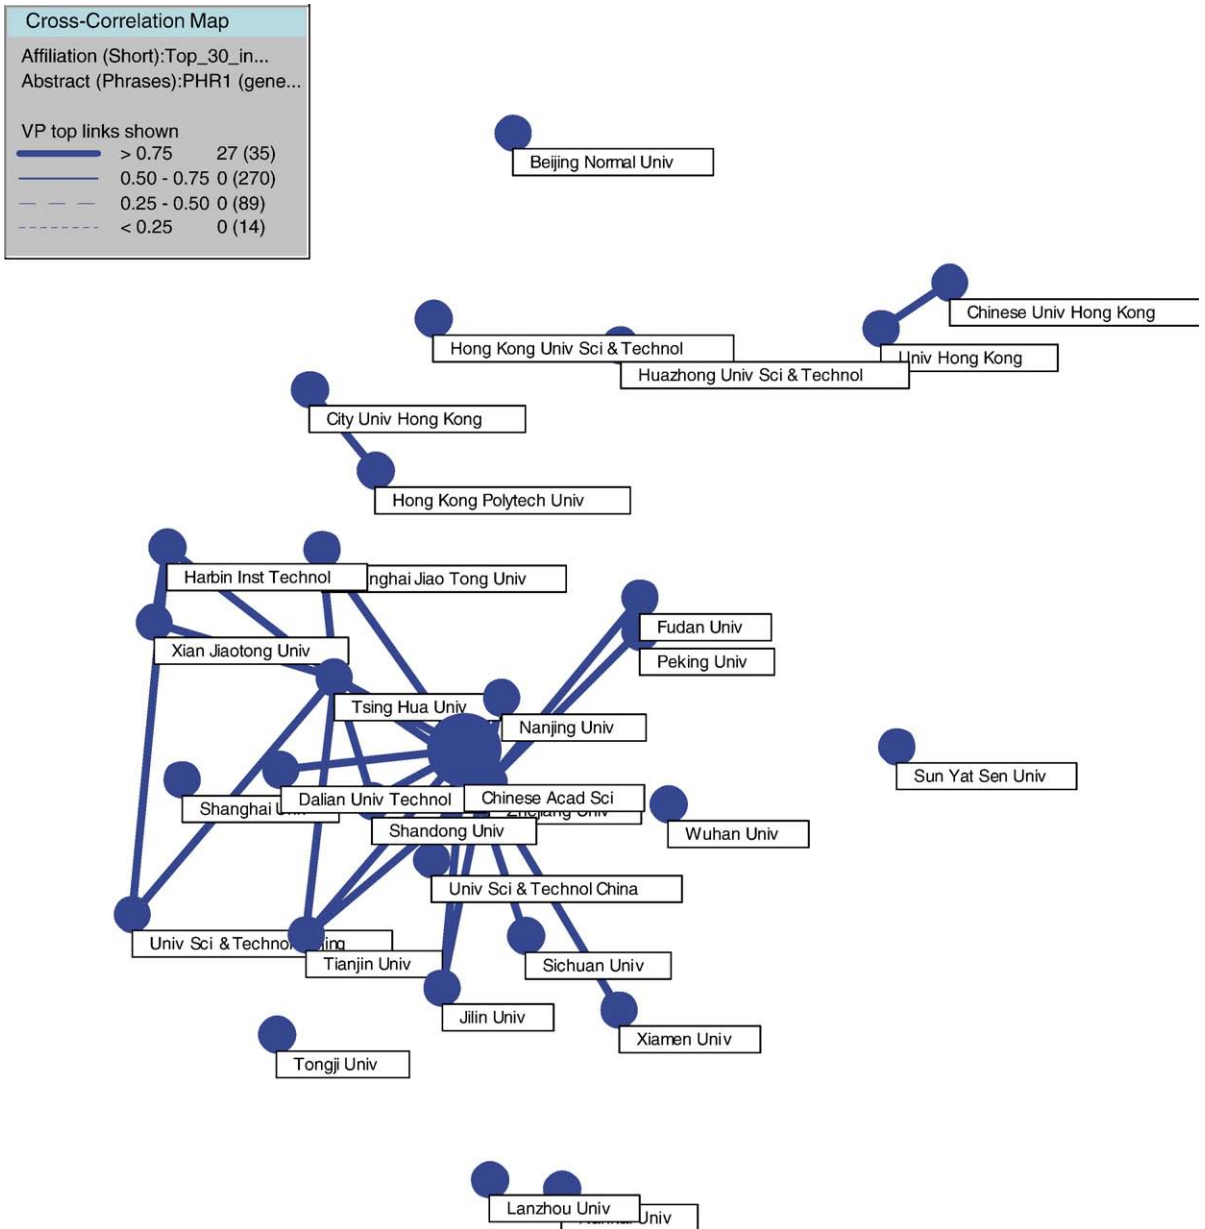 Cross-Correlation Map
Affiliation (Short):Top_30_in...
Abstract (Phrases):PHR1 (gene...
VP top links shown
> 0.75 27 (35)
0.50 - 0.75 0 (270)
0.25 - 0.50 0 (89)
< 0.25 0 (14)
Beijing Normal Univ
Chinese Univ Hong Kong
Hong Kong Univ Sci & Technol
Univ Hong Kong
Huazhong Univ Sci & Technol
City Univ Hong Kong
Hong Kong Polytech Univ
Harbin Inst Technol
nghai Jiao Tong Univ
Fudan Univ
Xian Jiaotong Univ
Peking Univ
Tsing Hua Univ
Nanjing Univ
Sun Yat Sen Univ
Shanghai
Dalian Univ Technol
Chinese Acad Sci
Zhejiang Univ
Shandong Univ
Wuhan Univ
Univ Sci & Technol China
Univ Sci & Technol
Tianjin Univ
Sichuan Univ
Jilin Univ
Xiamen Univ
Tongji Univ
Lanzhou Univ
Univ